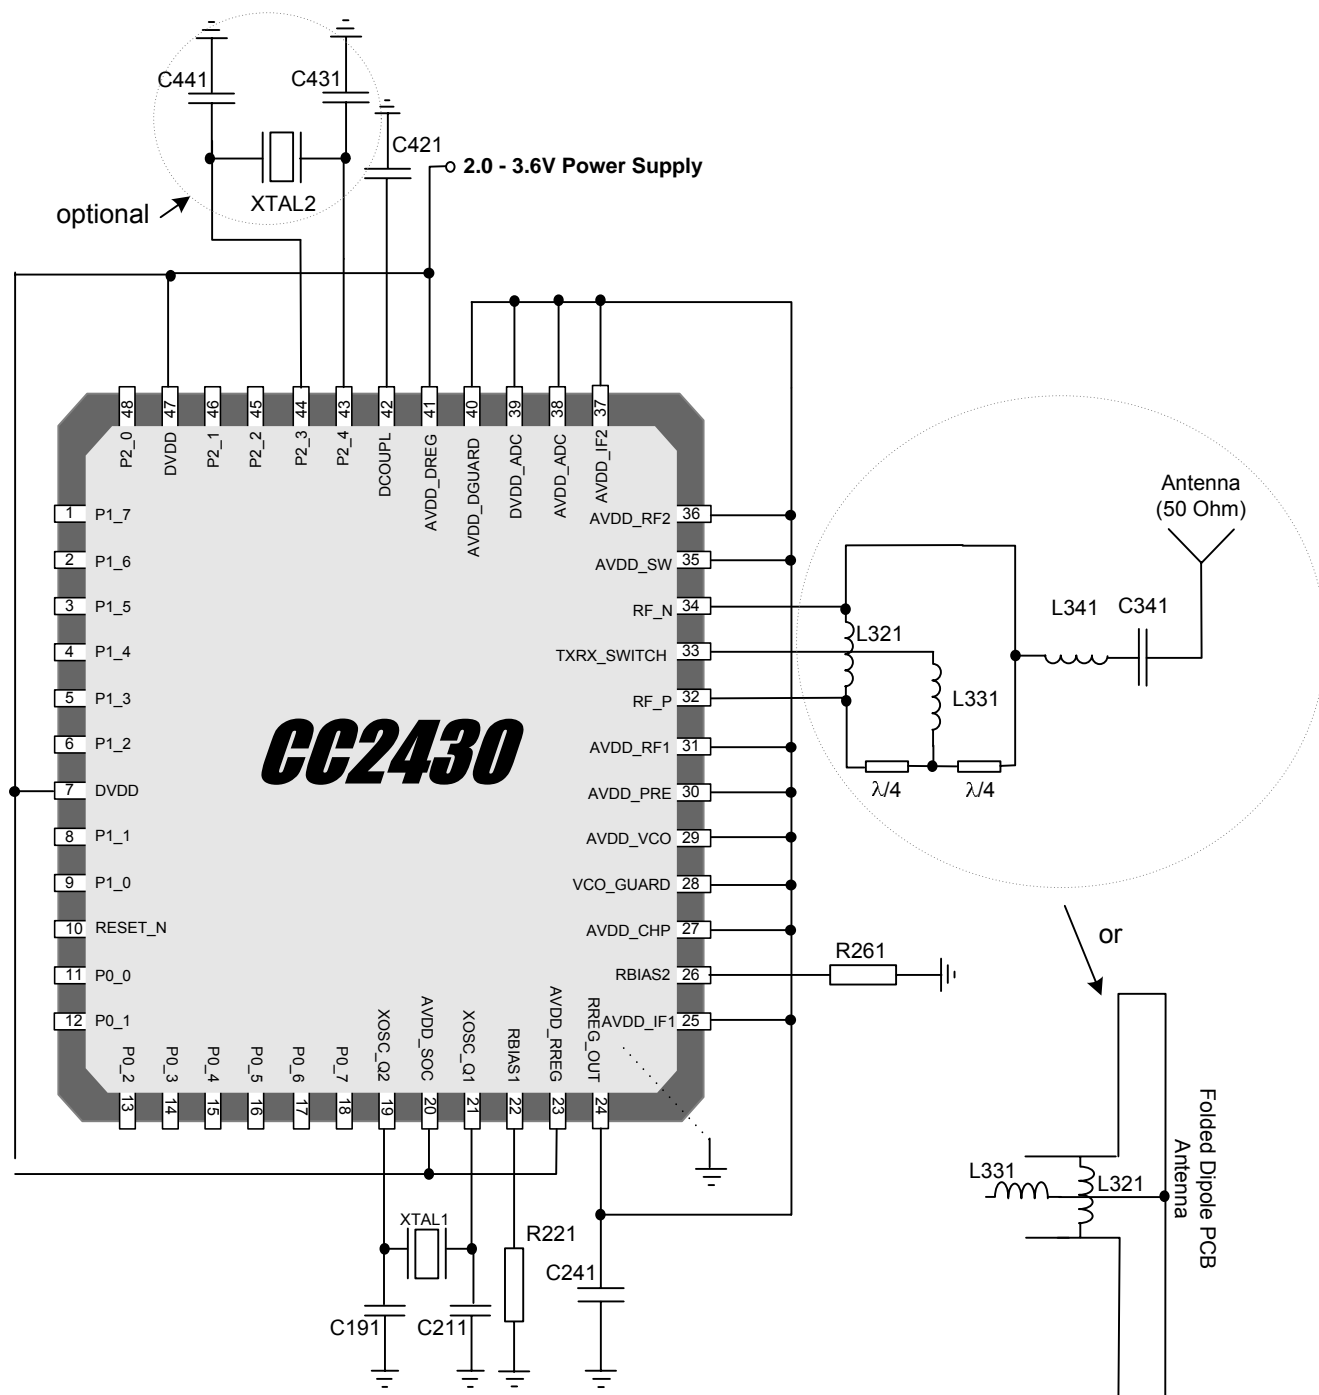 C441
C431
C421
2.0 - 3.6V Power Supply
XTAL2
optional
48
47
46
45
44
43
42
41
40
39
38
37
P2_0
DVDD
P2_1
P2_2
P2_3
P2_4
DCOUPL
AVDD_DREG
AVDD_DGUARD
DVDD_ADC
AVDD_ADC
AVDD_IF2
1 P1_7
2 P1_6
3 P1_5
4 P1_4
5 P1_3
6 P1_2
7 DVDD
8 P1_1
9 P1_0
10 RESET_N
11 P0_0
12 P0_1
CC2430
AVDD_RF2 36
AVDD_SW 35
RF_N 34
TXRX_SWITCH 33
RF_P 32
AVDD_RF1 31
AVDD_PRE 30
AVDD_VCO 29
VCO_GUARD 28
AVDD_CHP 27
RBIAS2 26
AVDD_IF1 25
P0_2
P0_3
P0_4
P0_5
P0_6
P0_7
XOSC_Q2
AVDD_SOC
XOSC_Q1
RBIAS1
AVDD_RREG
RREG_OUT
13
14
15
16
17
18
19
20
21
22
23
24
Antenna
(50 Ohm)
L341
C341
L321
L331
λ/4
λ/4
R261
or
XTAL1
R221
C241
C191
C211
L331
L321
Folded Dipole PCB
Antenna